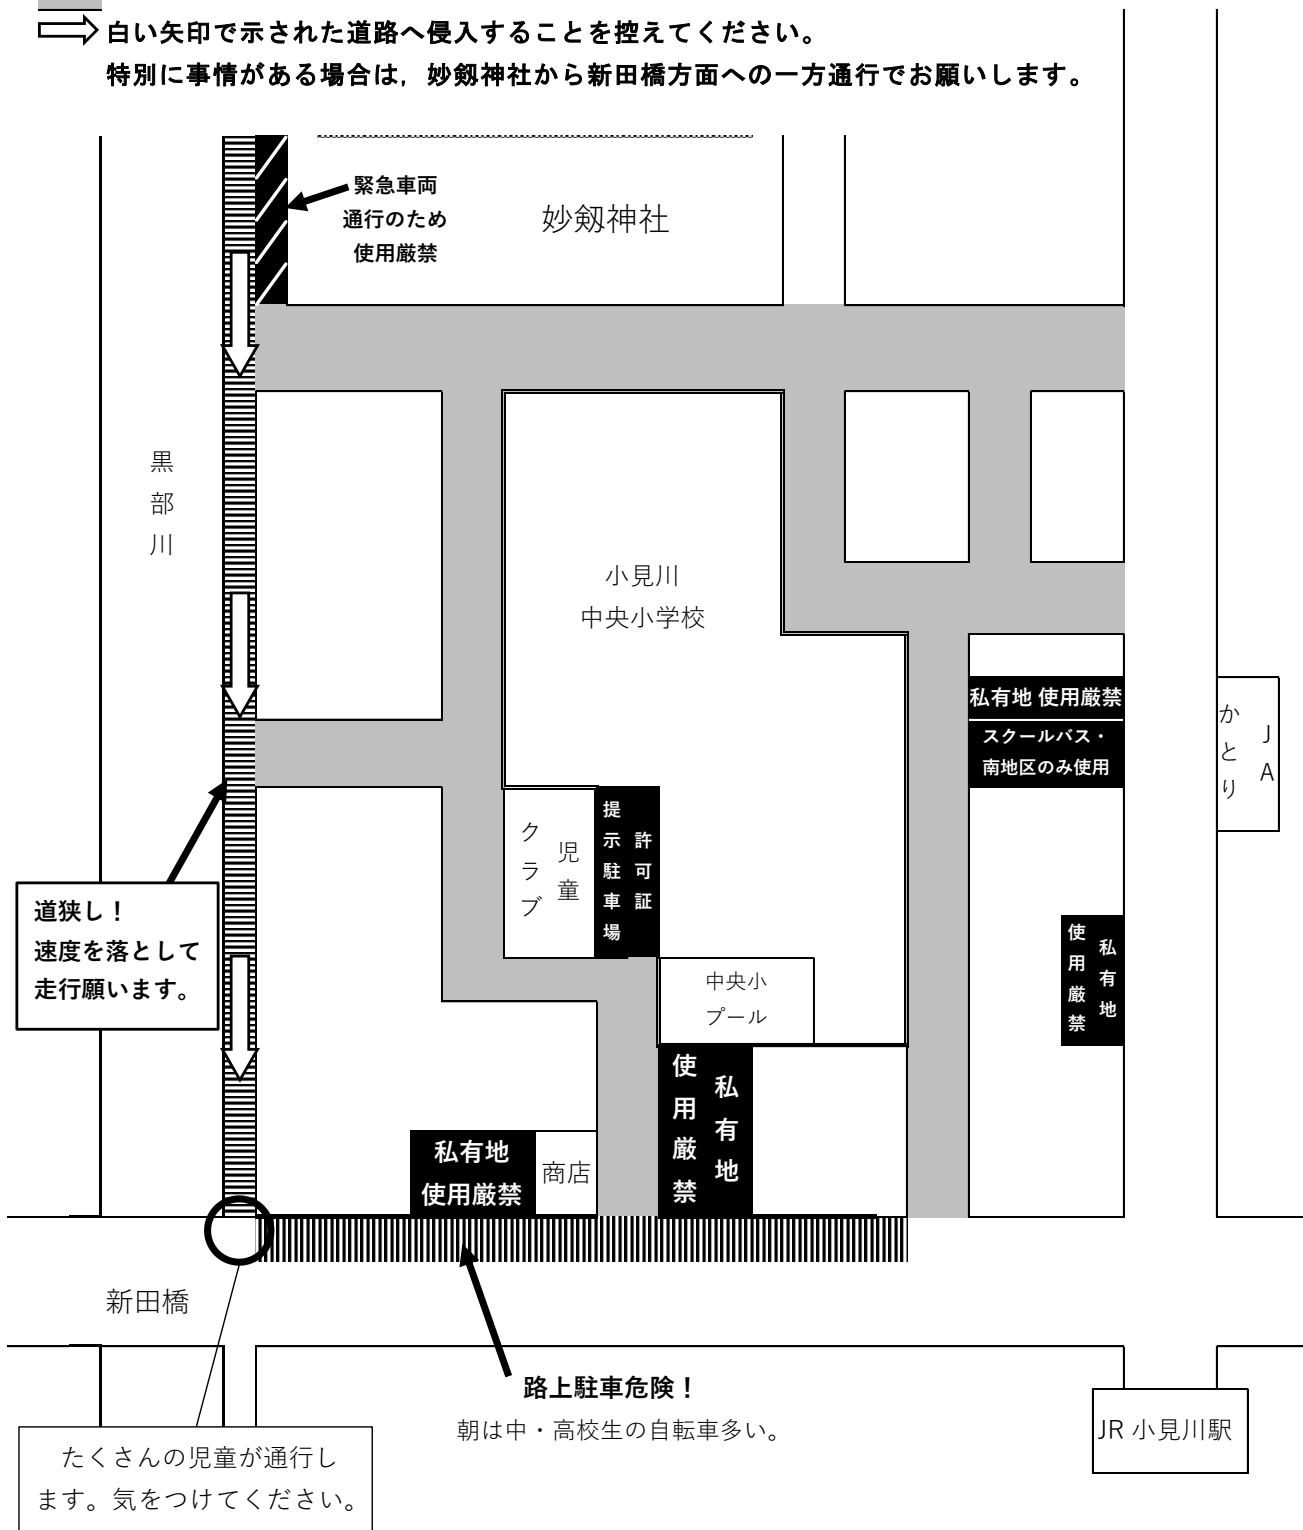 白い矢印で示された道路へ侵入することを控えてください。
特別に事情がある場合は，妙剱神社から新田橋方面への一方通行でお願いします。
緊急車両
通行のため
使用厳禁
妙剱神社
黒部川
小見川
中央小学校
私有地 使用厳禁
スクールバス・
南地区のみ使用
JA
かとり
児童
クラブ
許可証
提示駐車場
道狭し！
速度を落として
走行願います。
私有地
使用厳禁
中央小
プール
私有地
使用厳禁
私有地
使用厳禁
商店
新田橋
路上駐車危険！
朝は中・高校生の自転車多い。
JR 小見川駅
たくさんの児童が通行し
ます。気をつけてください。